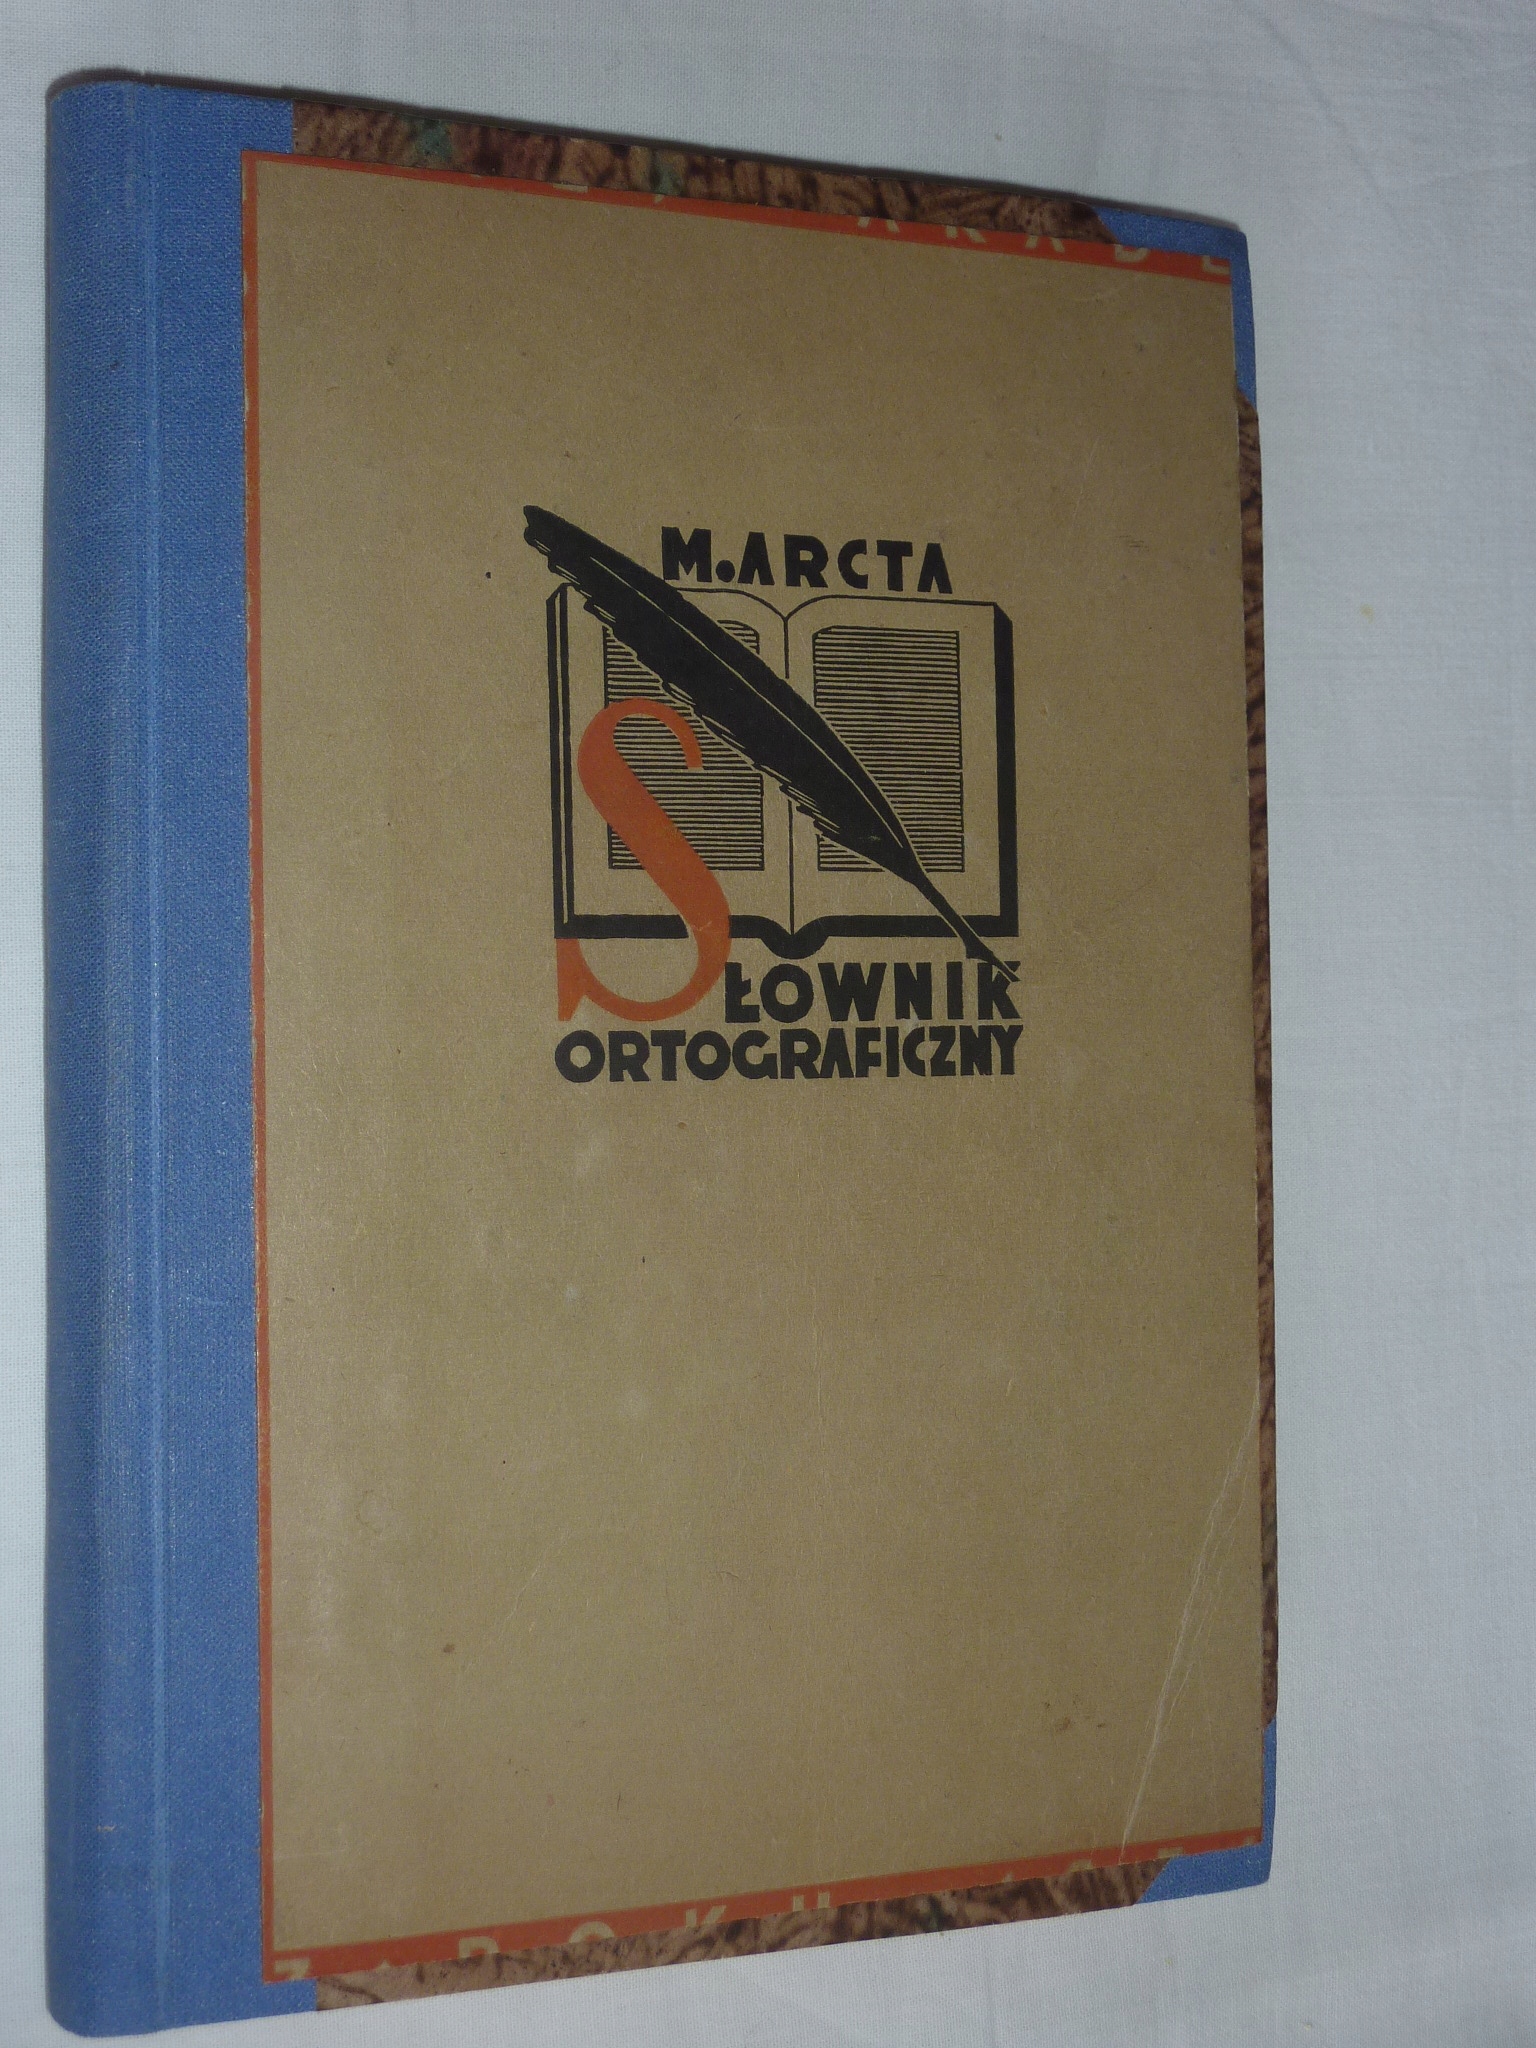 M. ARCTA
SŁOWNIK
ORTOGRAFICZNY